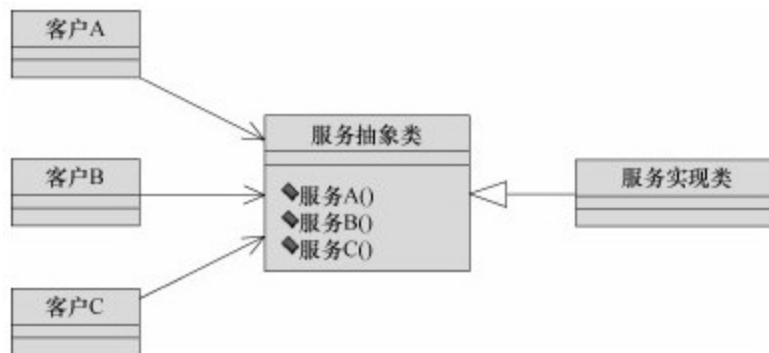 客户A
服务抽象类
客户B
服务A()
服务B()
服务C()
服务实现类
客户C